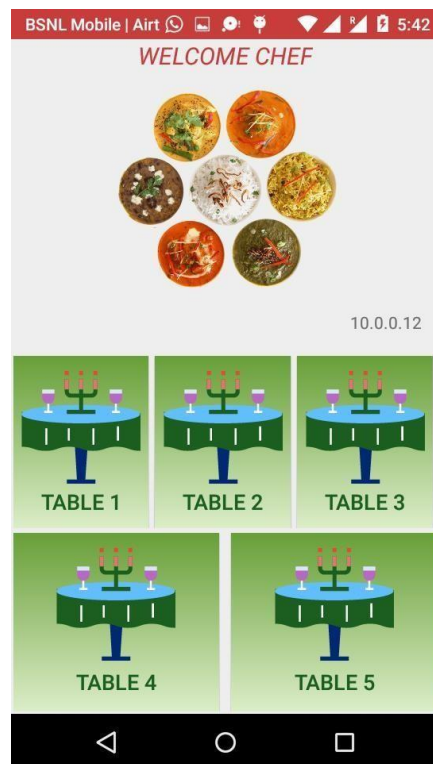 BSNL Mobile | Airt R 5:42
WELCOME CHEF
10.0.0.12
TABLE 1 TABLE 2 TABLE 3
TABLE 4 TABLE 5